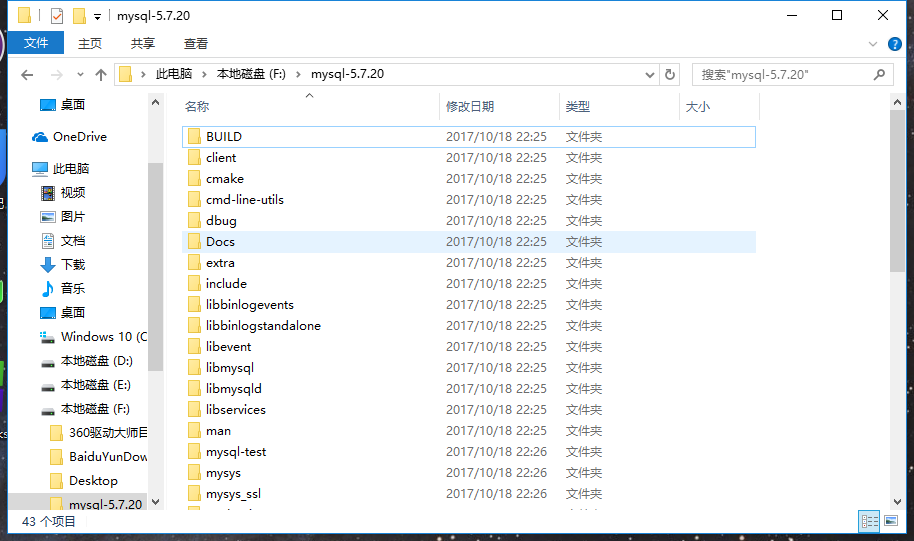 mysql-5.7.20
文件 主页 共享 查看
此电脑 本地磁盘 (F:) mysql-5.7.20 搜索"mysql-5.7.20"
名称 修改日期 类型 大小
桌面
OneDrive
此电脑
视频
图片
文档
下载
音乐
桌面
Windows 10 (C
本地磁盘 (D:)
本地磁盘 (E:)
本地磁盘 (F:)
360驱动大师目
BaiduYunDow
Desktop
mysql-5.7.20
BUILD 2017/10/18 22:25 文件夹
client 2017/10/18 22:25 文件夹
cmake 2017/10/18 22:25 文件夹
cmd-line-utils 2017/10/18 22:25 文件夹
dbug 2017/10/18 22:25 文件夹
Docs 2017/10/18 22:25 文件夹
extra 2017/10/18 22:25 文件夹
include 2017/10/18 22:25 文件夹
libbinlogevents 2017/10/18 22:25 文件夹
libbinlogstandalone 2017/10/18 22:25 文件夹
libevent 2017/10/18 22:25 文件夹
libmysql 2017/10/18 22:25 文件夹
libmysqld 2017/10/18 22:25 文件夹
libservices 2017/10/18 22:25 文件夹
man 2017/10/18 22:25 文件夹
mysql-test 2017/10/18 22:26 文件夹
mysys 2017/10/18 22:26 文件夹
mysys_ssl 2017/10/18 22:26 文件夹
43 个项目